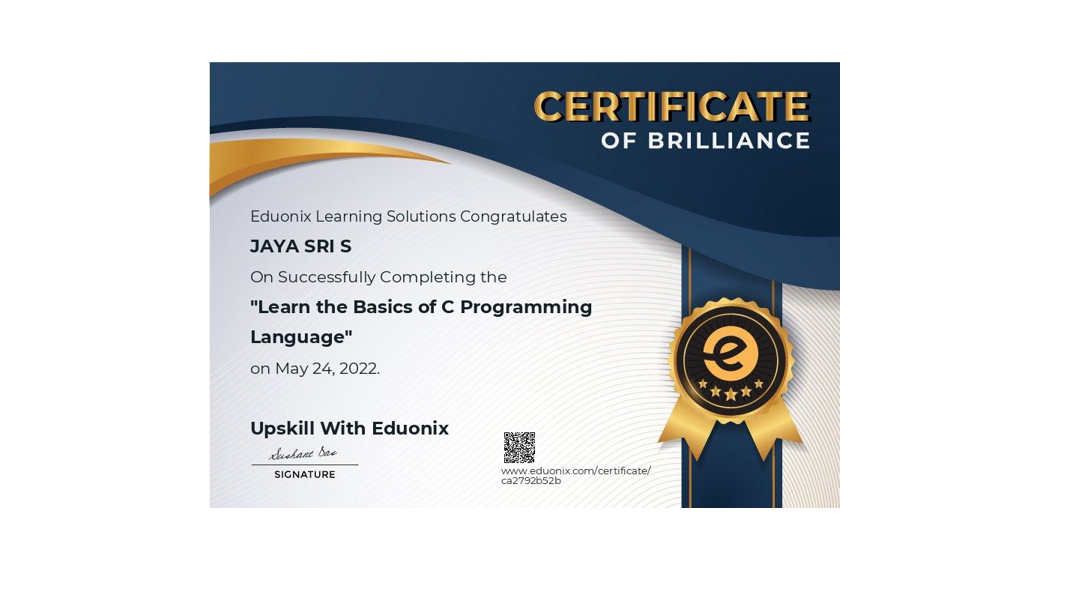 CERTIFICATE
OF BRILLIANCE
Eduonix Learning Solutions Congratulates
JAYA SRI S
On Successfully Completing the
"Learn the Basics of C Programming
Language"
on May 24, 2022.
Upskill With Eduonix
Sushant Das
SIGNATURE
www.eduonix.com/certificate/
ca2792b52b
e